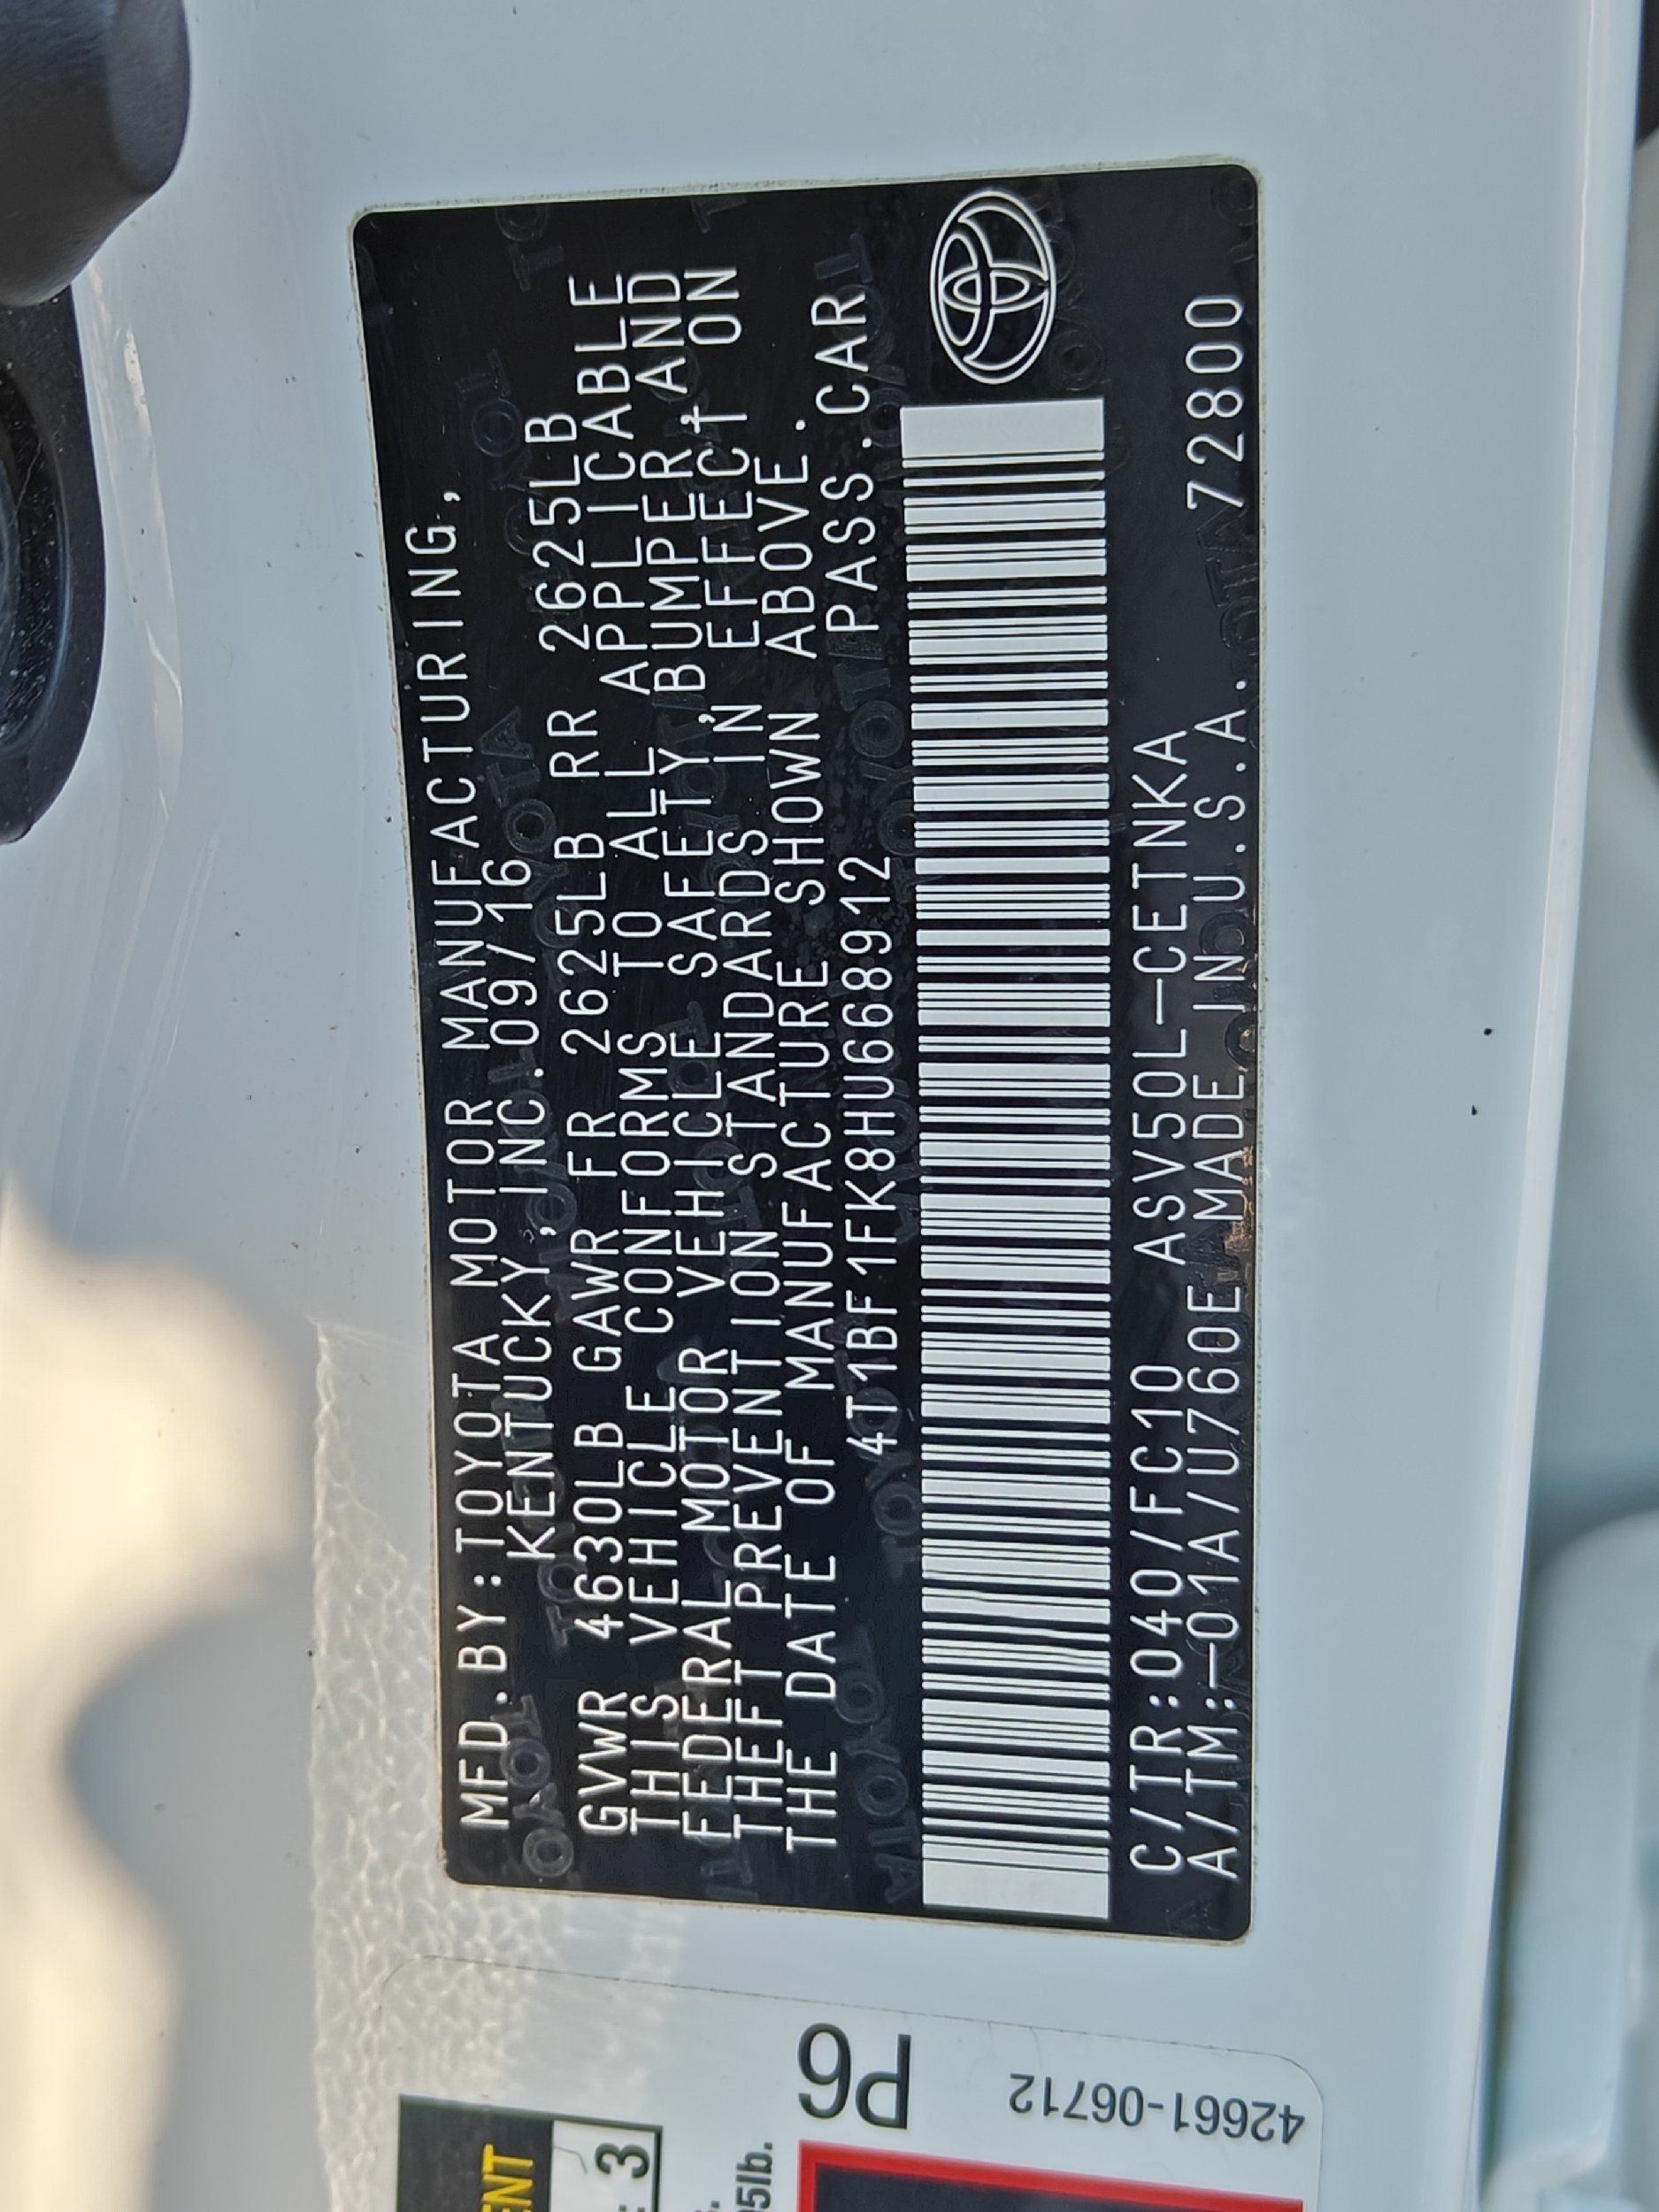 MFD.BY:TOYOTA MOTOR MANUFACTURING,
KENTUCKY,INC.09/16
GVWR 4630LB GAWR FR 2625LB RR 2625LB
THIS VEHICLE CONFORMS TO ALL APPLICABLE
FEDERAL MOTOR VEHICLE SAFETY,BUMPER,AND
THEFT PREVENTION STANDARDS IN EFFECT ON
THE DATE OF MANUFACTURE SHOWN ABOVE.
4T1BF1FK8HU668912 PASS.CAR
C/TR:040/FC10 ASV50L-CETNKA
A/TM:-01A/U760E MADE IN U.S.A. 72800
P6
42661-06712
3
5lb.